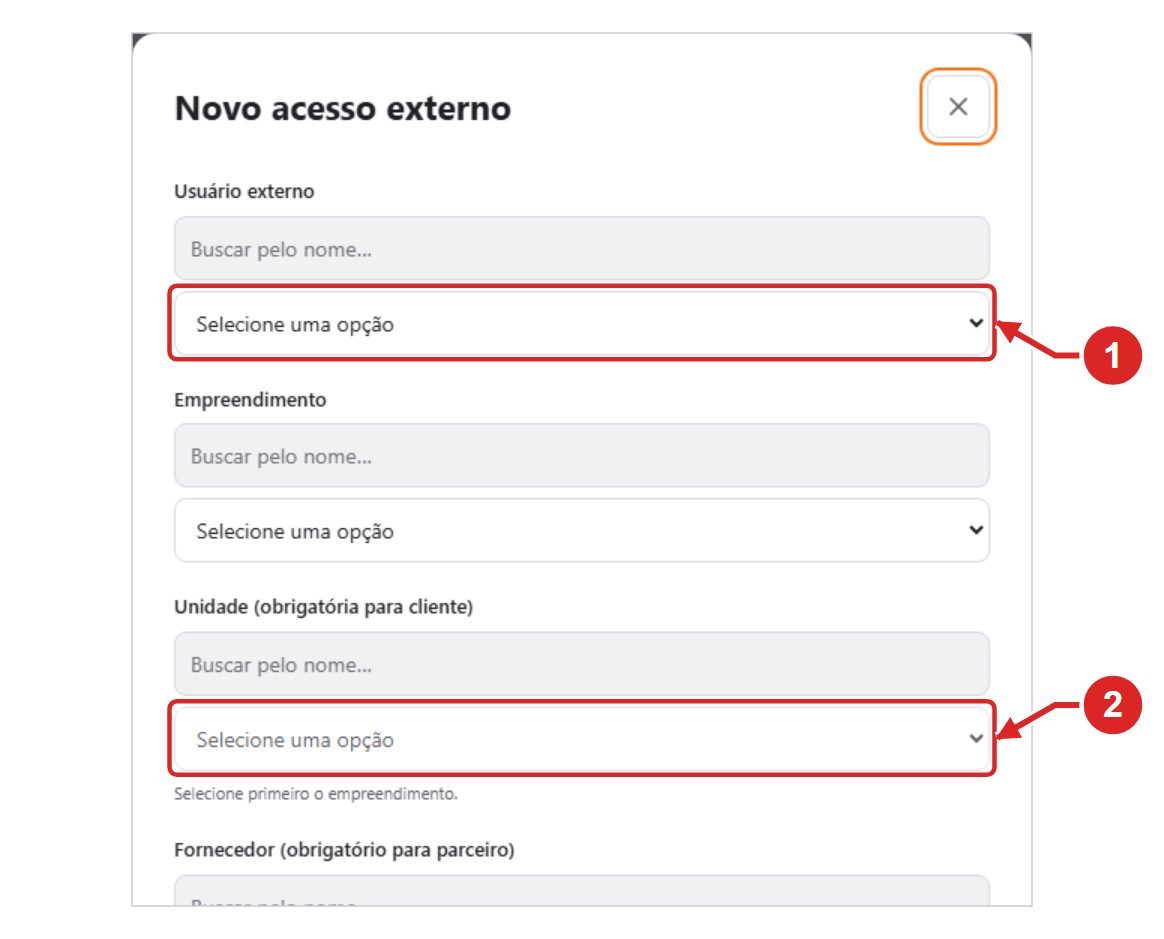 Novo acesso externo
Usuário externo
Buscar pelo nome...
Selecione uma opção
1
Empreendimento
Buscar pelo nome...
Selecione uma opção
Unidade (obrigatória para cliente)
Buscar pelo nome...
Selecione uma opção
2
Selecione primeiro o empreendimento.
Fornecedor (obrigatório para parceiro)